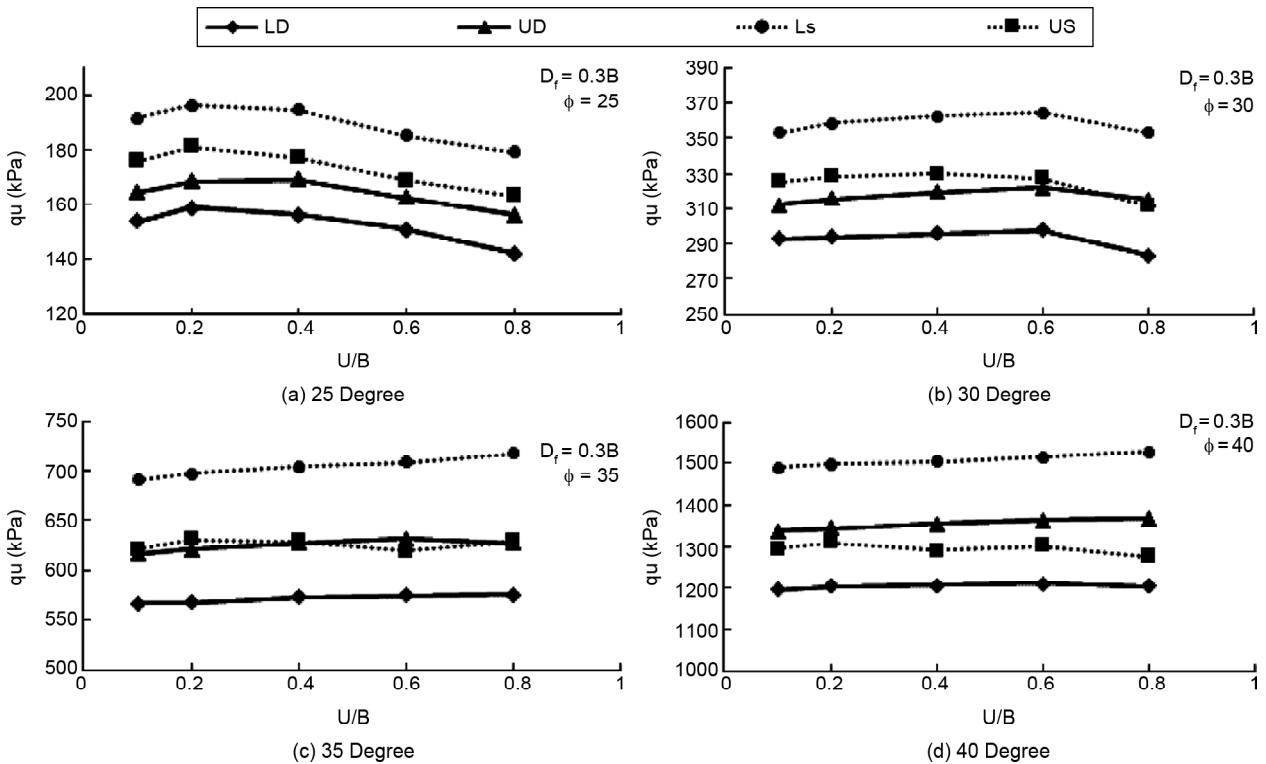 LD UD Ls US
qu (kPa)
200
180
160
140
120
0 0.2 0.4 0.6 0.8 1
U/B
D_f = 0.3B
ϕ = 25
(a) 25 Degree
qu (kPa)
390
370
350
330
310
290
270
250
0 0.2 0.4 0.6 0.8 1
U/B
D_f = 0.3B
ϕ = 30
(b) 30 Degree
qu (kPa)
750
700
650
600
550
500
0 0.2 0.4 0.6 0.8 1
U/B
D_f = 0.3B
ϕ = 35
(c) 35 Degree
qu (kPa)
1600
1500
1400
1300
1200
1100
1000
0 0.2 0.4 0.6 0.8 1
U/B
D_f = 0.3B
ϕ = 40
(d) 40 Degree